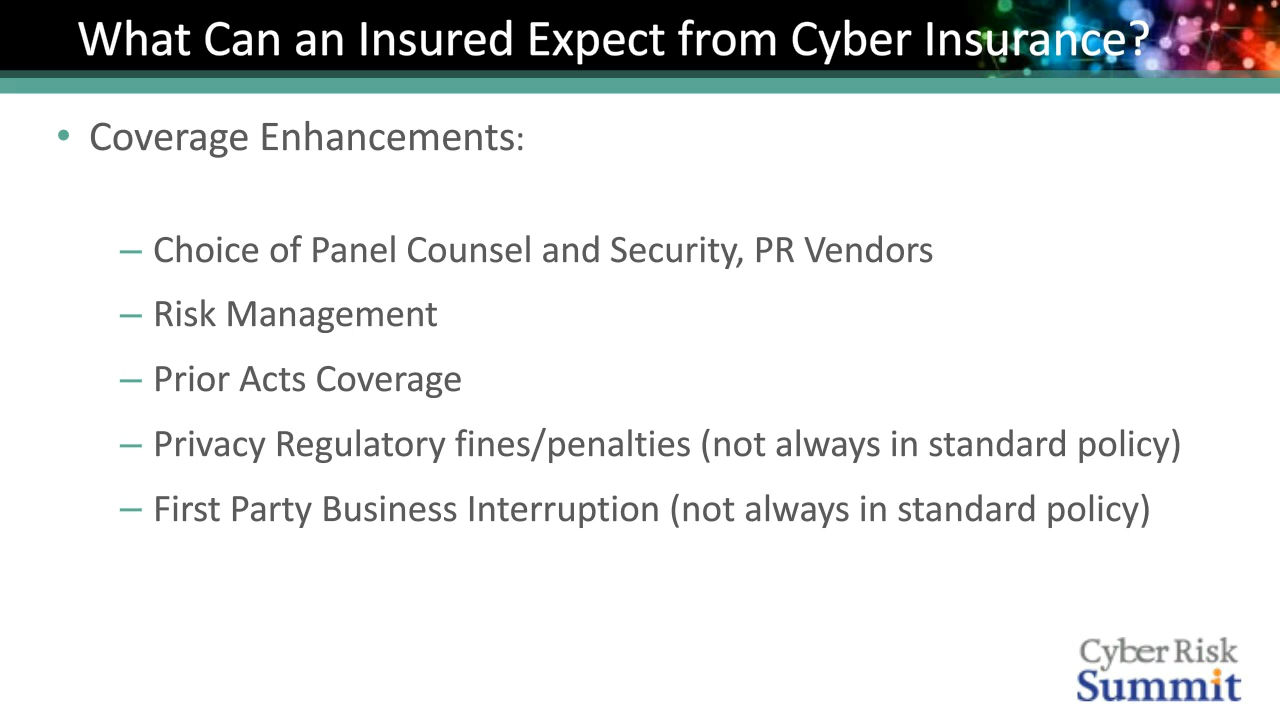 What Can an Insured Expect from Cyber Insurance?
• Coverage Enhancements:
– Choice of Panel Counsel and Security, PR Vendors
– Risk Management
– Prior Acts Coverage
– Privacy Regulatory fines/penalties (not always in standard policy)
– First Party Business Interruption (not always in standard policy)
Cyber Risk
Summit